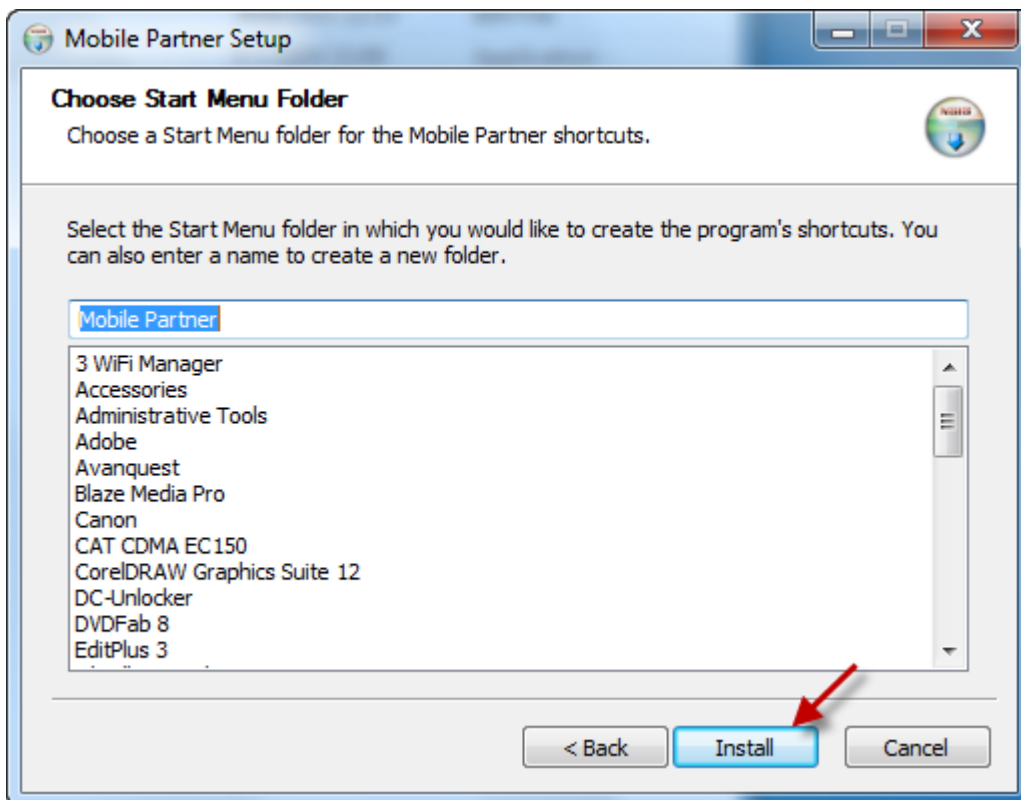 Mobile Partner Setup
Choose Start Menu Folder
Choose a Start Menu folder for the Mobile Partner shortcuts.
Select the Start Menu folder in which you would like to create the program's shortcuts. You
can also enter a name to create a new folder.
Mobile Partner
3 WiFi Manager
Accessories
Administrative Tools
Adobe
Avanquest
Blaze Media Pro
Canon
CAT CDMA EC150
CorelDRAW Graphics Suite 12
DC-Unlocker
DVDFab 8
EditPlus 3
< Back
Install
Cancel